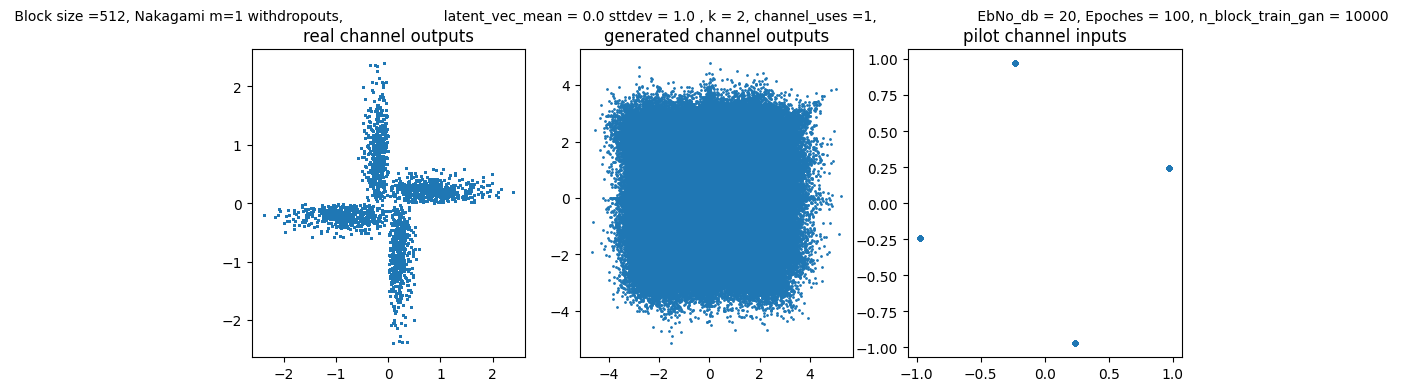 Block size =512, Nakagami m=1 withdropouts, latent_vec_mean = 0.0 sttdev = 1.0 , k = 2, channel_uses =1, EbNo_db = 20, Epoches = 100, n_block_train_gan = 10000
real channel outputs
2
1
0
−1
−2
−2 −1 0 1 2
generated channel outputs
4
2
0
−2
−4
−4 −2 0 2 4
pilot channel inputs
1.00
0.75
0.50
0.25
0.00
−0.25
−0.50
−0.75
−1.00
−1.0 −0.5 0.0 0.5 1.0